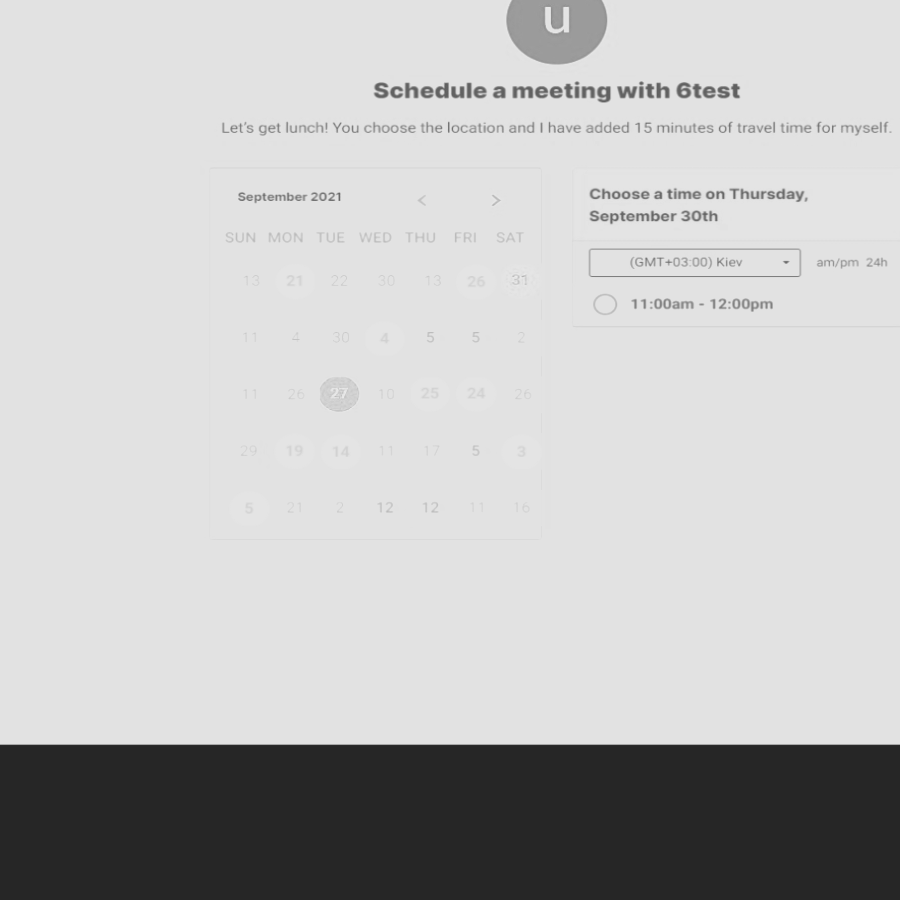 u
Schedule a meeting with 6test
Let's get lunch! You choose the location and I have added 15 minutes of travel time for myself.
September 2021 < >
SUN MON TUE WED THU FRI SAT
13 21 22 30 13 26 31
11 4 30 4 5 5 2
11 26 27 10 25 24 26
29 19 14 11 17 5 3
5 21 2 12 12 11 16
Choose a time on Thursday,
September 30th
(GMT+03:00) Kiev am/pm 24h
11:00am - 12:00pm